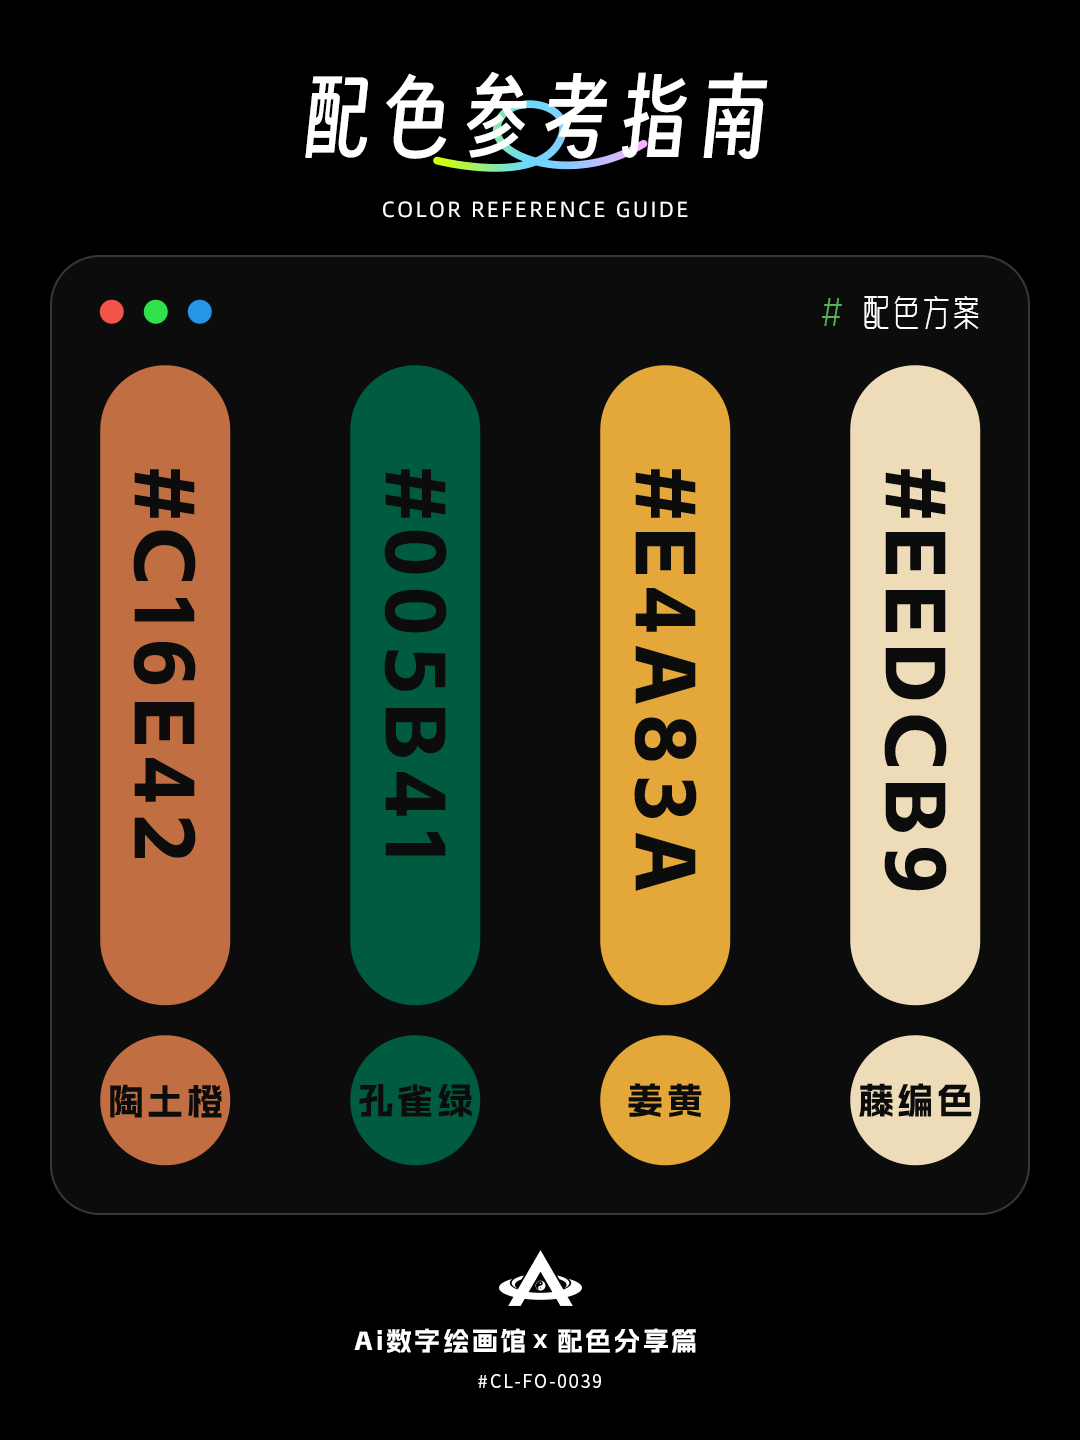 配色参考指南
COLOR REFERENCE GUIDE
# 配色方案
#C16E42
#005B41
#E4A83A
#EEDCB9
陶土橙
孔雀绿
姜黄
藤编色
Ai数字绘画馆 x 配色分享篇
#CL-FO-0039